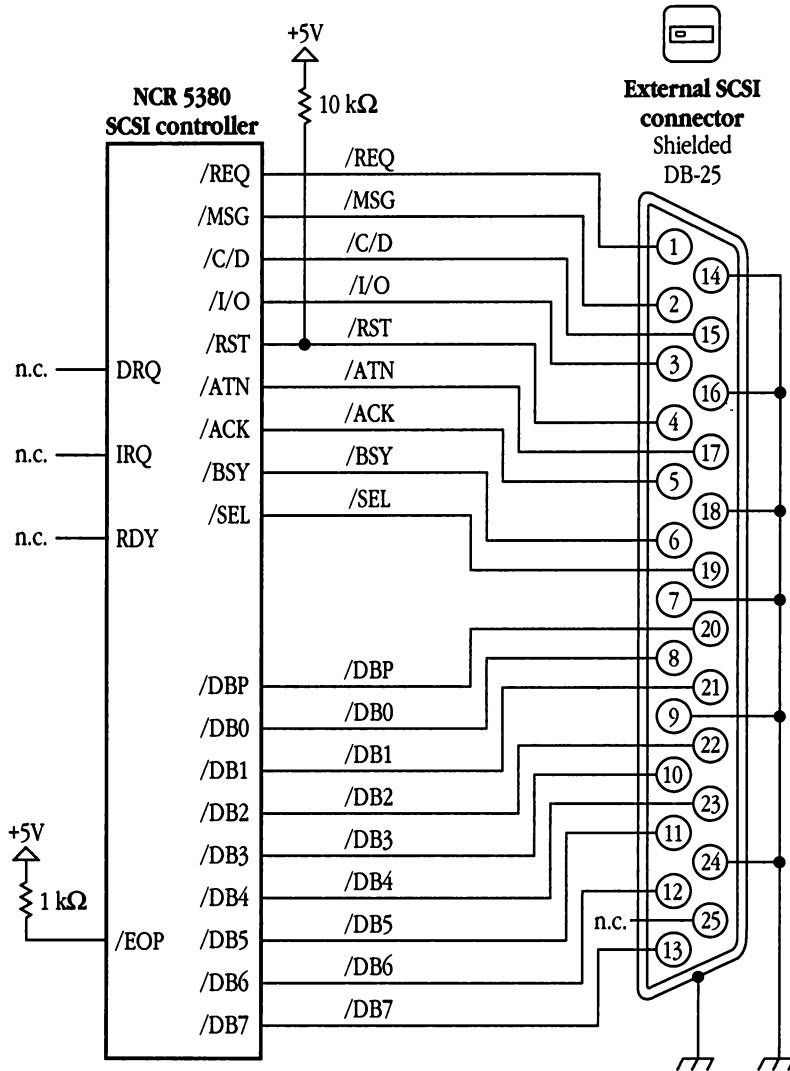 +5V
10 kΩ
NCR 5380
SCSI controller
External SCSI
connector
Shielded
DB-25
/REQ
/MSG
/C/D
/I/O
/RST
/ATN
/ACK
/BSY
/SEL
/REQ
/MSG
/C/D
/I/O
/RST
/ATN
/ACK
/BSY
/SEL
n.c.
DRQ
n.c.
IRQ
n.c.
RDY
/DBP
/DB0
/DB1
/DB2
/DB3
/DB4
/DB5
/DB6
/DB7
/DBP
/DB0
/DB1
/DB2
/DB3
/DB4
/DB5
/DB6
/DB7
+5V
1 kΩ
/EOP
1
14
2
15
3
16
4
17
5
18
6
19
7
20
8
21
9
22
10
23
11
24
12
n.c.
25
13